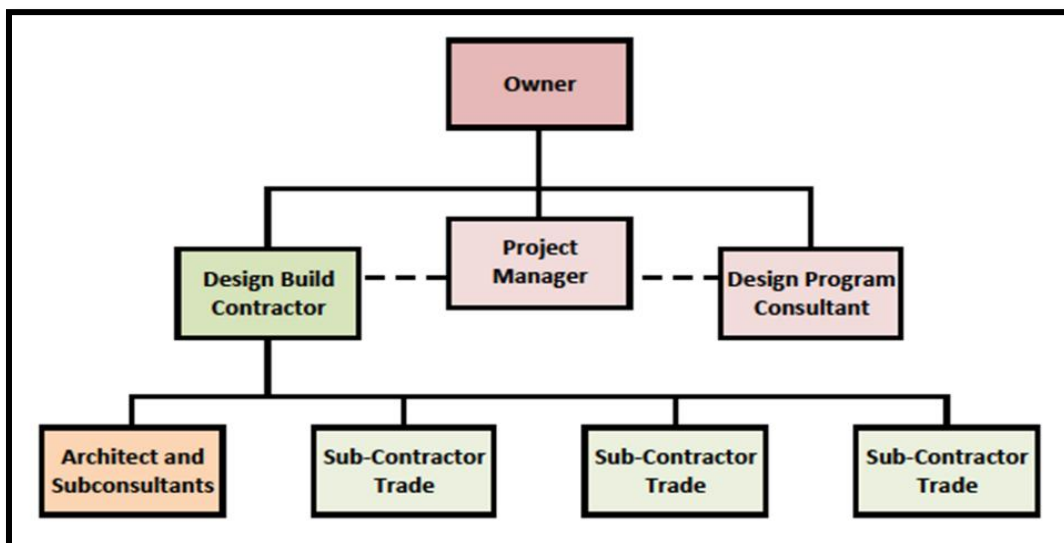 Owner
Project
Manager
Design Build
Contractor
Design Program
Consultant
Architect and
Subconsultants
Sub-Contractor
Trade
Sub-Contractor
Trade
Sub-Contractor
Trade